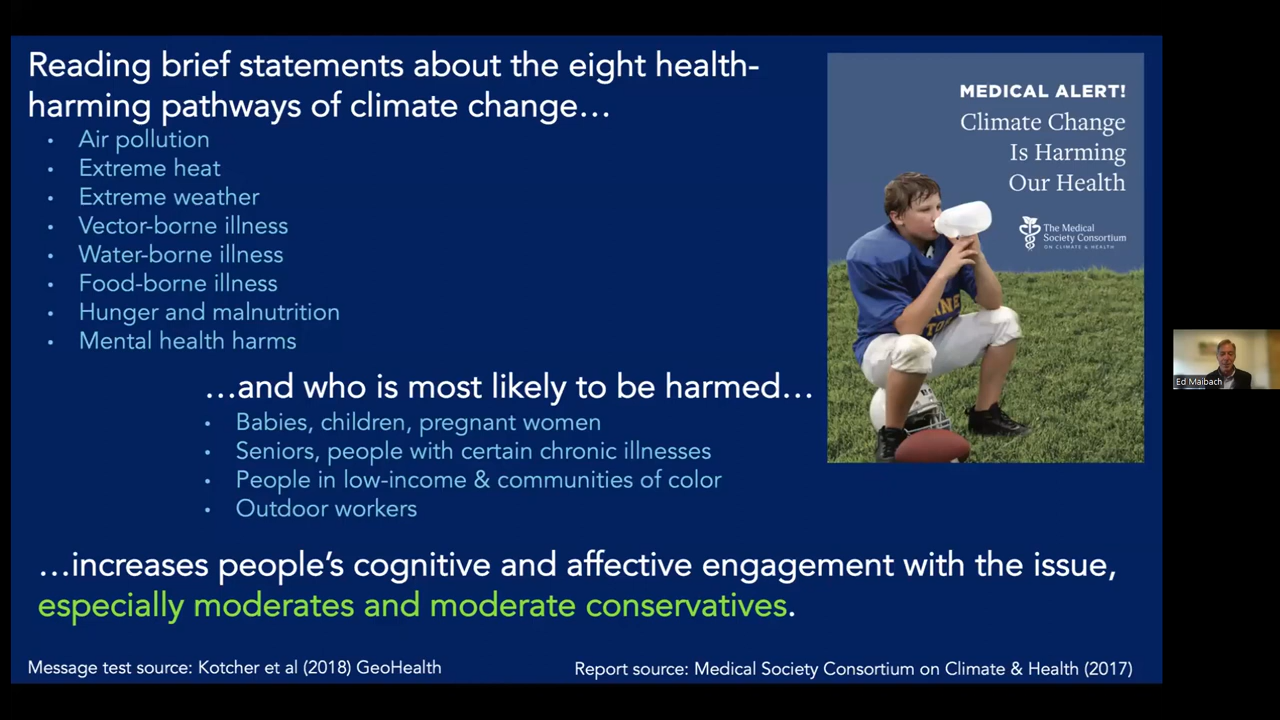 Reading brief statements about the eight health-
harming pathways of climate change…
• Air pollution
• Extreme heat
• Extreme weather
• Vector-borne illness
• Water-borne illness
• Food-borne illness
• Hunger and malnutrition
• Mental health harms
…and who is most likely to be harmed…
• Babies, children, pregnant women
• Seniors, people with certain chronic illnesses
• People in low-income & communities of color
• Outdoor workers
…increases people’s cognitive and affective engagement with the issue,
especially moderates and moderate conservatives.
Message test source: Kotcher et al (2018) GeoHealth
Report source: Medical Society Consortium on Climate & Health (2017)
MEDICAL ALERT!
Climate Change
Is Harming
Our Health
The Medical
Society Consortium
ON CLIMATE & HEALTH
Ed Maibach